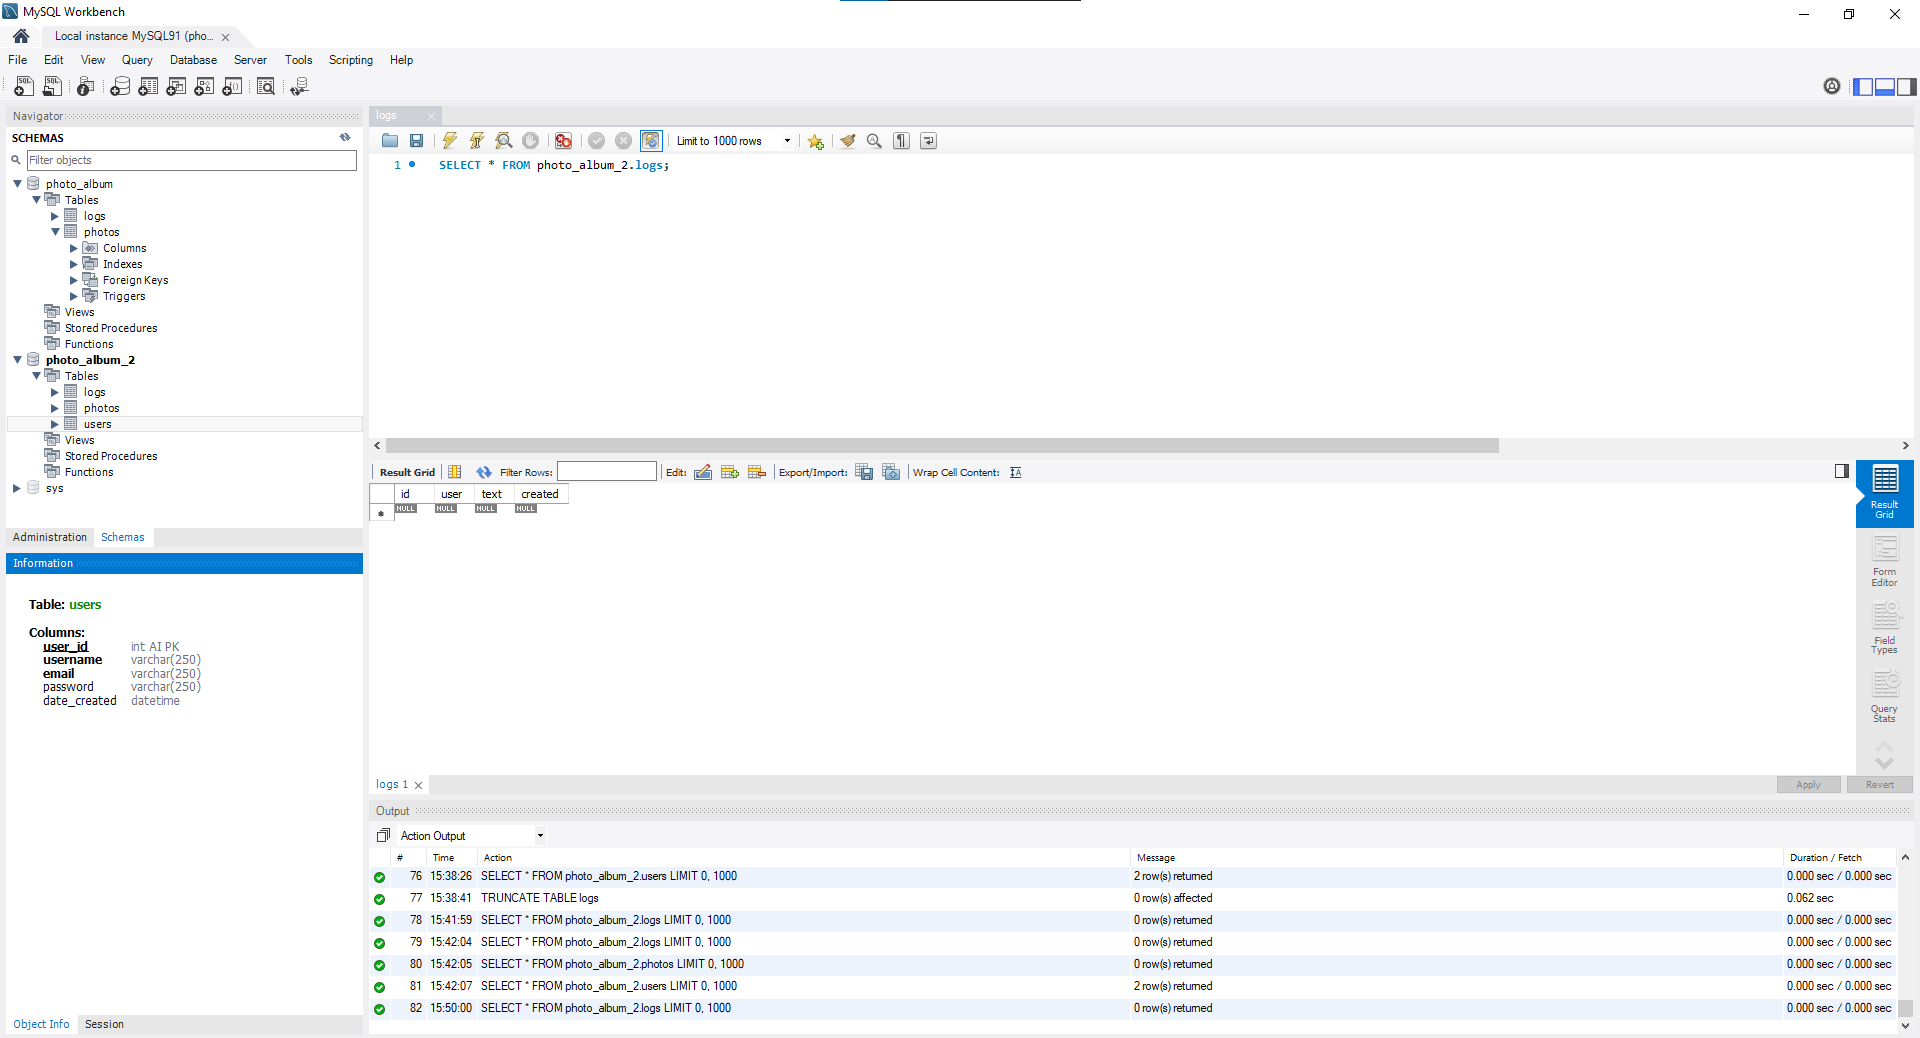 MySQL Workbench
Local instance MySQL91 (pho...
File Edit View Query Database Server Tools Scripting Help
Navigator
SCHEMAS
Filter objects
photo_album
Tables
logs
photos
Columns
Indexes
Foreign Keys
Triggers
Views
Stored Procedures
Functions
photo_album_2
Tables
logs
photos
users
Views
Stored Procedures
Functions
sys
Administration Schemas
Information
Table: users
Columns:
user_id int AI PK
username varchar(250)
email varchar(250)
password varchar(250)
date_created datetime
Object Info Session
logs
Limit to 1000 rows
1 SELECT * FROM photo_album_2.logs;
Result Grid Filter Rows: Edit: Export/Import: Wrap Cell Content:
id user text created
NULL NULL NULL NULL
Result Grid
Form Editor
Field Types
Query Stats
logs 1
Apply Revert
Output
Action Output
# Time Action Message Duration / Fetch
76 15:38:26 SELECT * FROM photo_album_2.users LIMIT 0, 1000 2 row(s) returned 0.000 sec / 0.000 sec
77 15:38:41 TRUNCATE TABLE logs 0 row(s) affected 0.062 sec
78 15:41:59 SELECT * FROM photo_album_2.logs LIMIT 0, 1000 0 row(s) returned 0.000 sec / 0.000 sec
79 15:42:04 SELECT * FROM photo_album_2.logs LIMIT 0, 1000 0 row(s) returned 0.000 sec / 0.000 sec
80 15:42:05 SELECT * FROM photo_album_2.photos LIMIT 0, 1000 0 row(s) returned 0.000 sec / 0.000 sec
81 15:42:07 SELECT * FROM photo_album_2.users LIMIT 0, 1000 2 row(s) returned 0.000 sec / 0.000 sec
82 15:50:00 SELECT * FROM photo_album_2.logs LIMIT 0, 1000 0 row(s) returned 0.000 sec / 0.000 sec